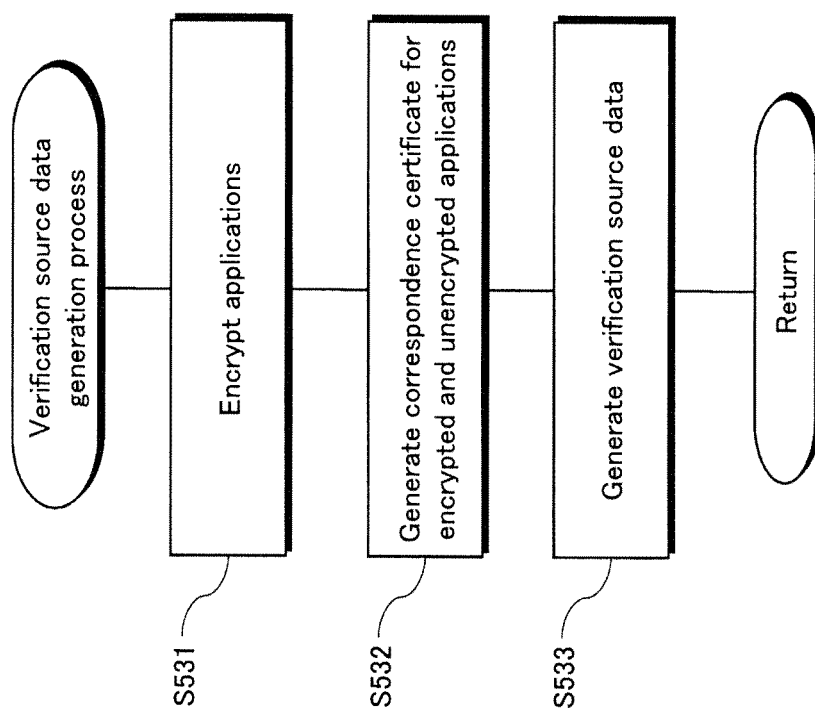 Verification source data
generation process
S531
Encrypt applications
S532
Generate correspondence certificate for
encrypted and unencrypted applications
S533
Generate verification source data
Return